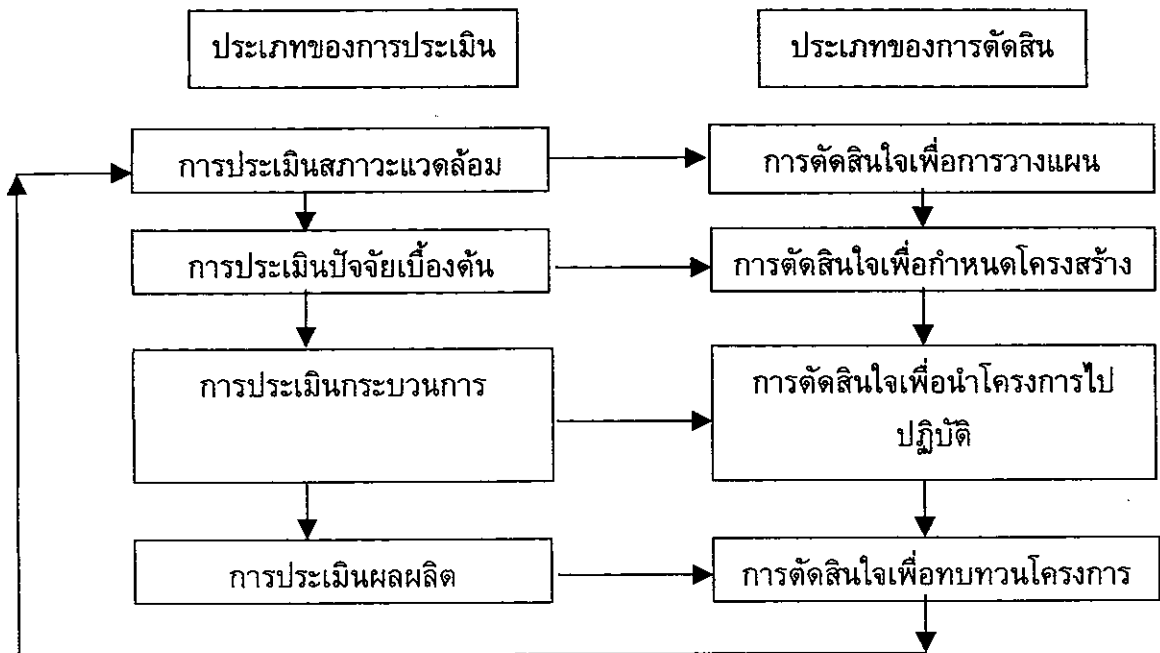 ประเภทของการประเมิน
ประเภทของการตัดสิน
การประเมินสภาวะแวดล้อม
การตัดสินใจเพื่อการวางแผน
การประเมินปัจจัยเบื้องต้น
การตัดสินใจเพื่อกำหนดโครงสร้าง
การประเมินกระบวนการ
การตัดสินใจเพื่อนำโครงการไป
ปฏิบัติ
การประเมินผลผลิต
การตัดสินใจเพื่อทบทวนโครงการ